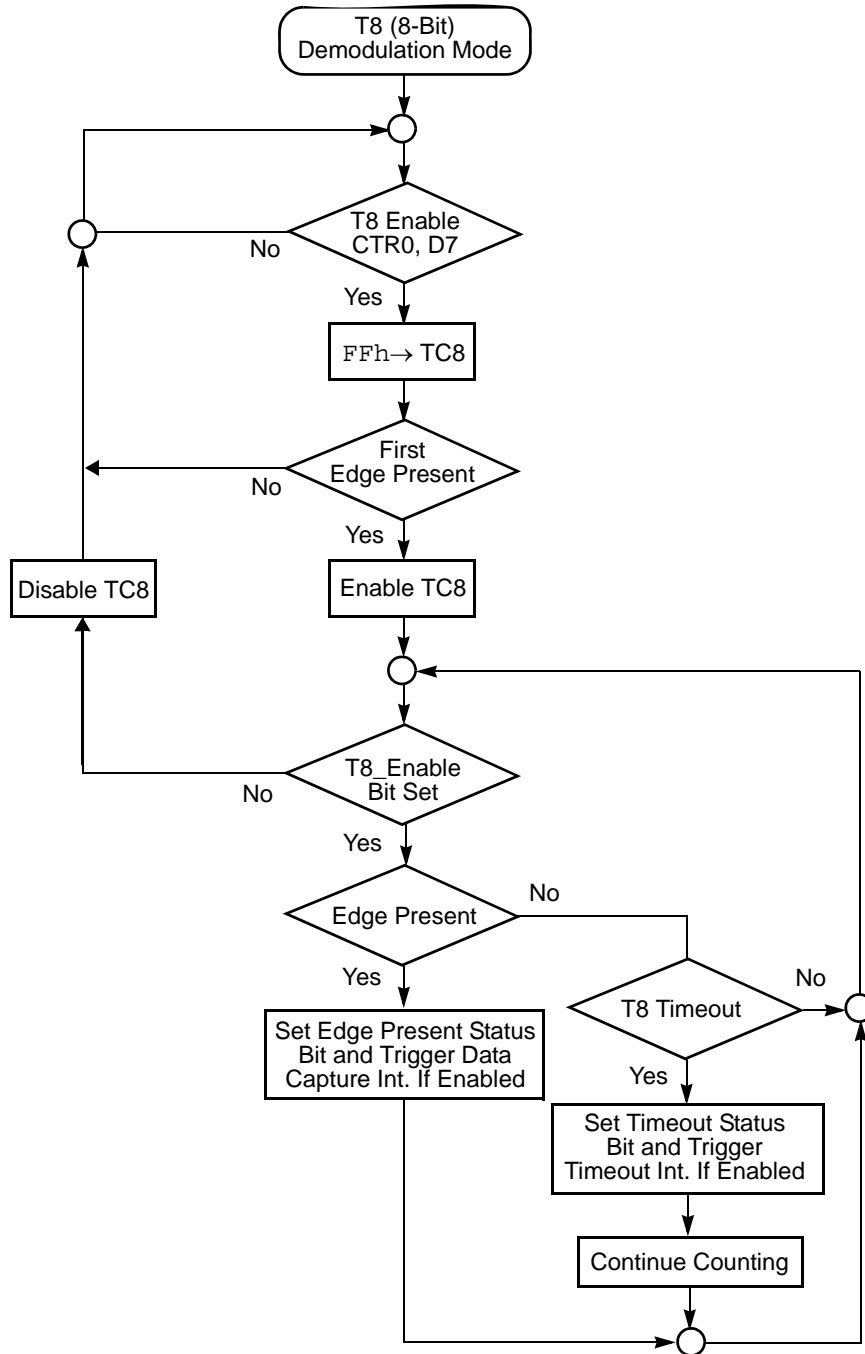 T8 (8-Bit)
Demodulation Mode
T8 Enable
CTR0, D7
No
Yes
FFh→ TC8
First
Edge Present
No
Yes
Disable TC8
Enable TC8
T8_Enable
Bit Set
No
Yes
Edge Present
No
Yes
T8 Timeout
No
Set Edge Present Status
Bit and Trigger Data
Capture Int. If Enabled
Yes
Set Timeout Status
Bit and Trigger
Timeout Int. If Enabled
Continue Counting